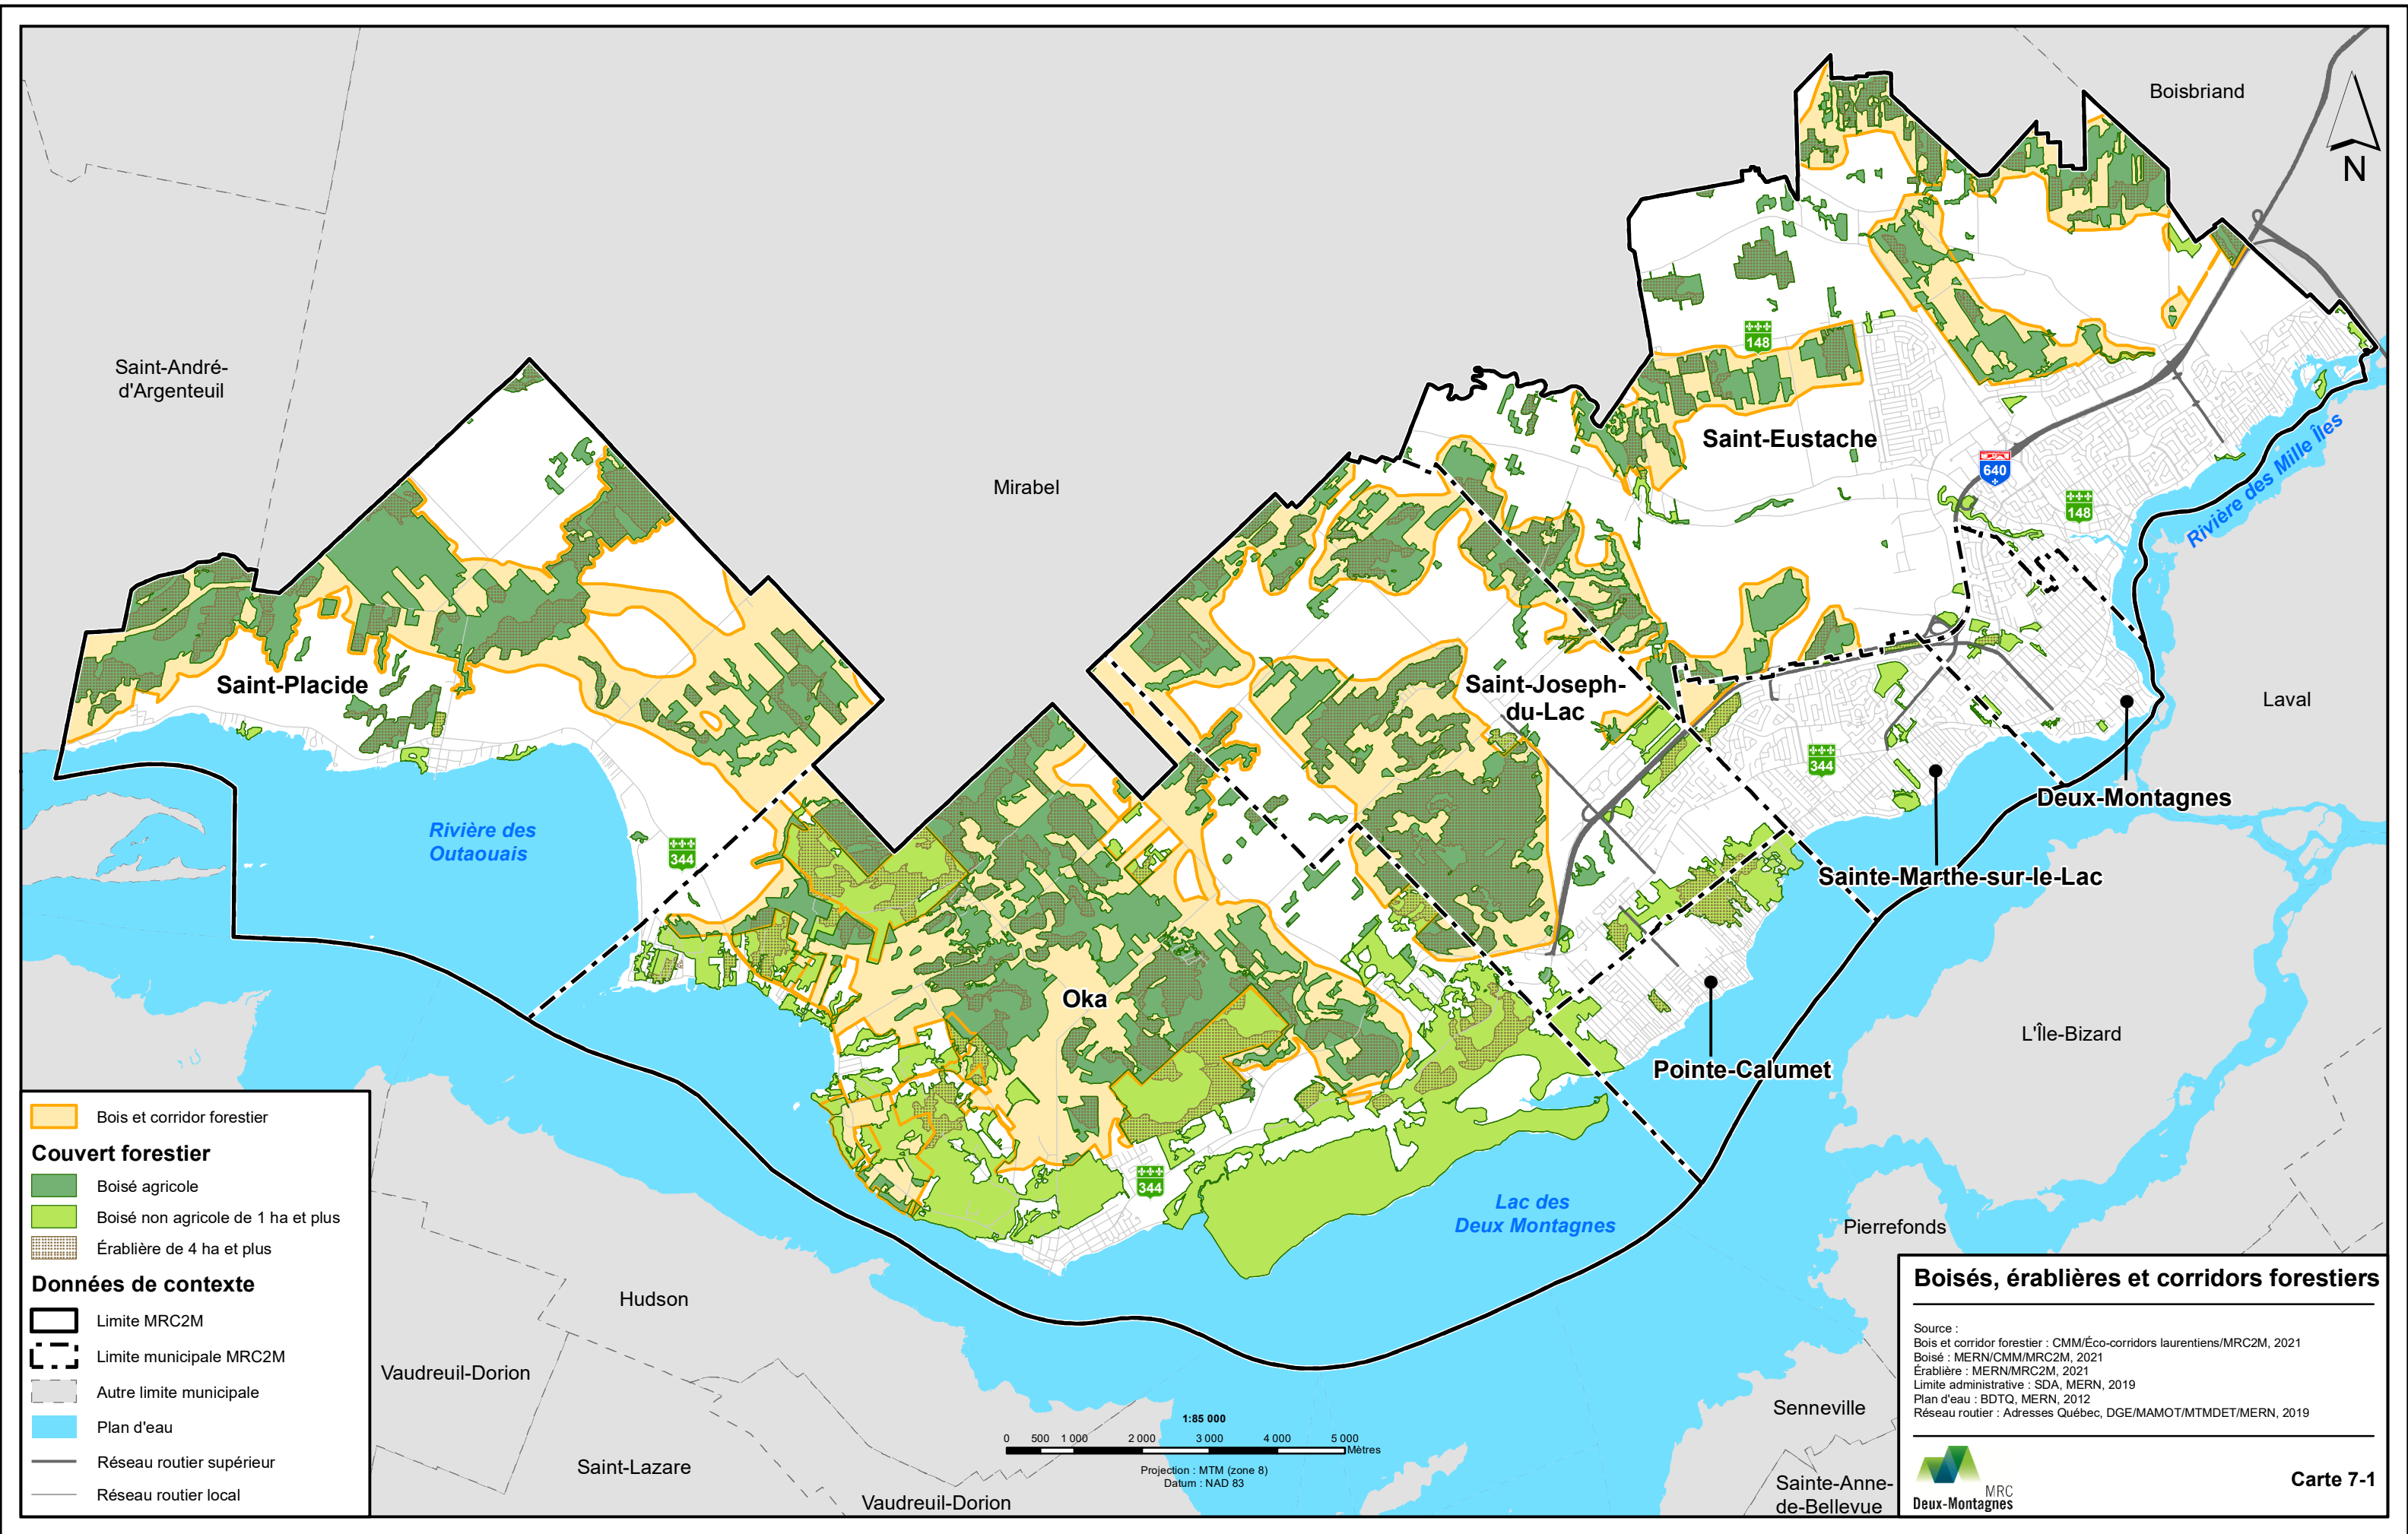 Boisbriand
N
Saint-André-
d'Argenteuil
148
Saint-Eustache
640
Mirabel
148
Rivière des Mille Îles
Saint-Placide
Saint-Joseph-
du-Lac
Laval
344
Deux-Montagnes
Rivière des
Outaouais
344
Sainte-Marthe-sur-le-Lac
Oka
L'Île-Bizard
Pointe-Calumet
344
Lac des
Deux Montagnes
Pierrefonds
Hudson
Vaudreuil-Dorion
Senneville
Saint-Lazare
Vaudreuil-Dorion
Sainte-Anne-
de-Bellevue
Bois et corridor forestier
Couvert forestier
Boisé agricole
Boisé non agricole de 1 ha et plus
Érablière de 4 ha et plus
Données de contexte
Limite MRC2M
Limite municipale MRC2M
Autre limite municipale
Plan d'eau
Réseau routier supérieur
Réseau routier local
1:85 000
0 500 1 000 2 000 3 000 4 000 5 000
Mètres
Projection : MTM (zone 8)
Datum : NAD 83
Boisés, érablières et corridors forestiers
Source :
Bois et corridor forestier : CMM/Éco-corridors laurentiens/MRC2M, 2021
Boisé : MERN/CMM/MRC2M, 2021
Érablière : MERN/MRC2M, 2021
Limite administrative : SDA, MERN, 2019
Plan d'eau : BDTQ, MERN, 2012
Réseau routier : Adresses Québec, DGE/MAMOT/MTMDET/MERN, 2019
MRC
Deux-Montagnes
Carte 7-1